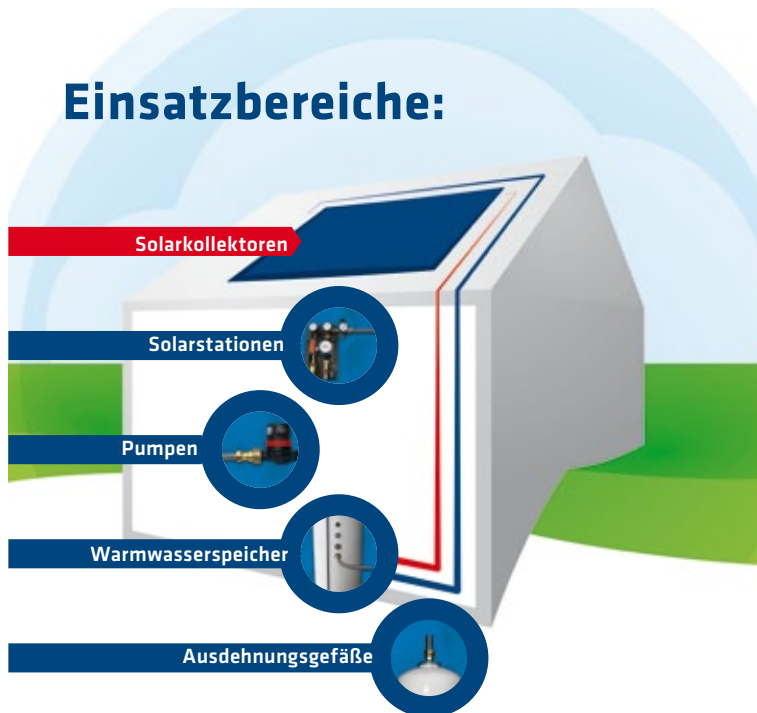 Einsatzbereiche:
Solarkollektoren
Solarstationen
Pumpen
Warmwasserspeicher
Ausdehnungsgefäße